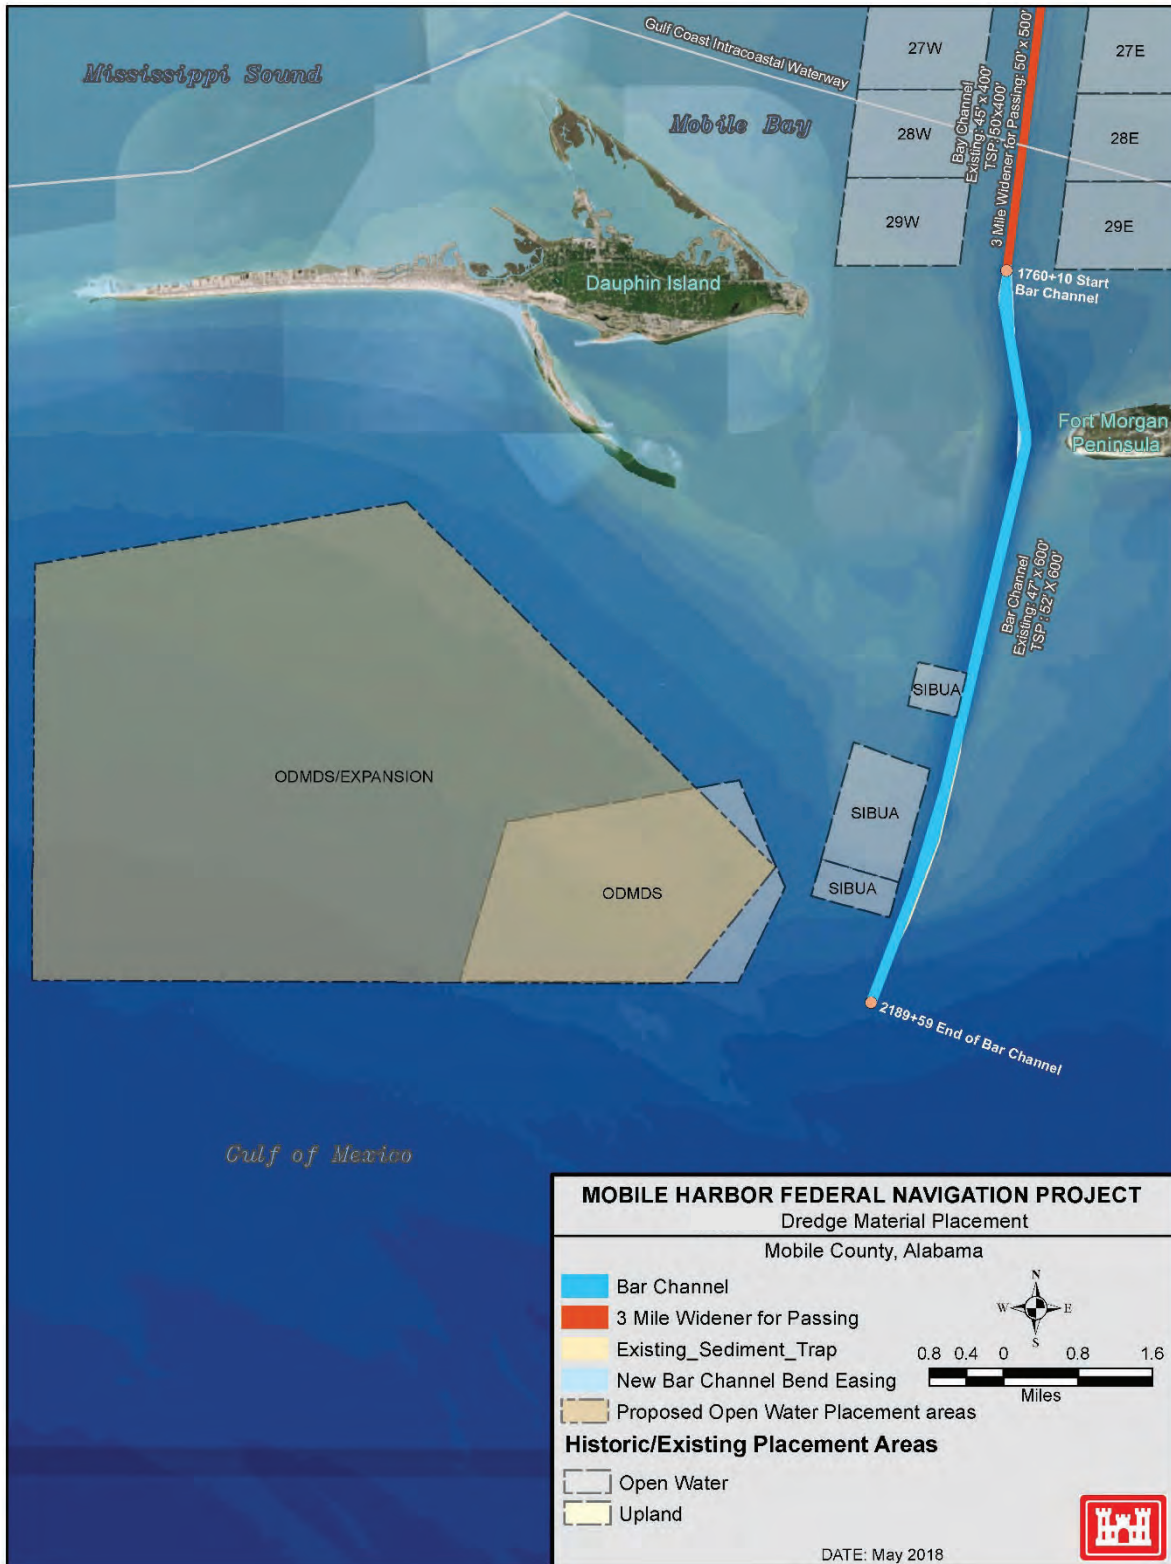 Mississippi Sound
Gulf Coast Intracoastal Waterway
Mobile Bay
27W
28W
29W
27E
28E
29E
Bay Channel
Existing: 45' x 400'
TSP: 50'x400'
3 Mile Widener for Passing: 50' x 500'
Dauphin Island
1760+10 Start
Bar Channel
Fort Morgan
Peninsula
Bar Channel
Existing: 47' X 600'
TSP : 52' X 600'
SIBUA
SIBUA
SIBUA
ODMDS/EXPANSION
ODMDS
2189+59 End of Bar Channel
Gulf of Mexico
MOBILE HARBOR FEDERAL NAVIGATION PROJECT
Dredge Material Placement
Mobile County, Alabama
Bar Channel
3 Mile Widener for Passing
Existing_Sediment_Trap
New Bar Channel Bend Easing
Proposed Open Water Placement areas
N
W E
S
0.8 0.4 0 0.8 1.6
Miles
Historic/Existing Placement Areas
Open Water
Upland
DATE: May 2018